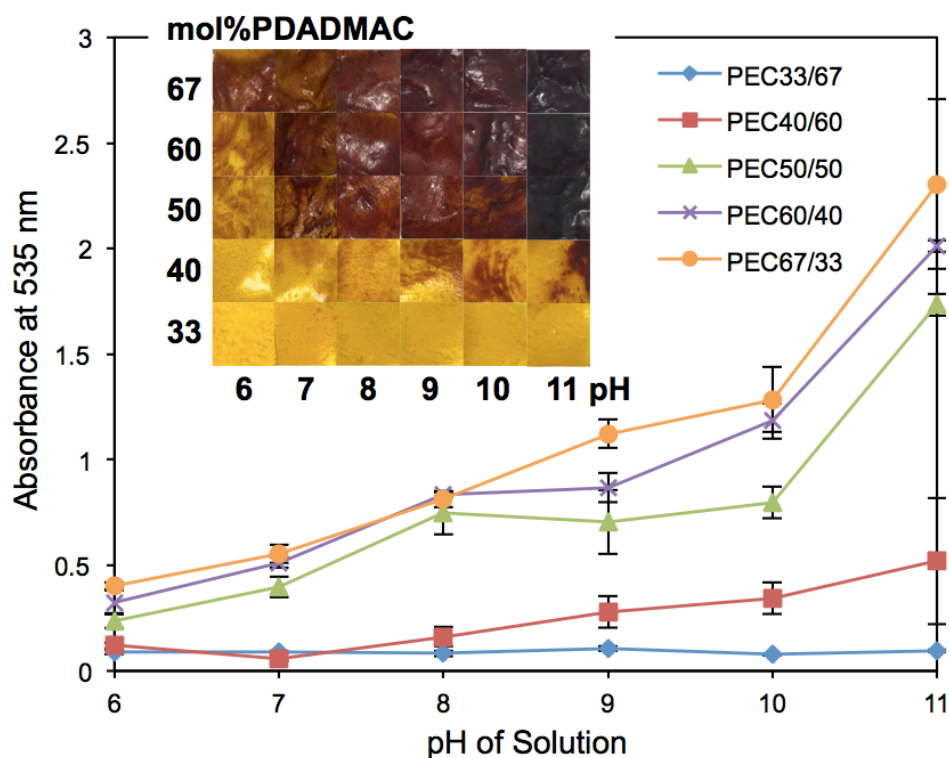 mol%PDADMAC
67
60
50
40
33
6 7 8 9 10 11 pH
PEC33/67
PEC40/60
PEC50/50
PEC60/40
PEC67/33
Absorbance at 535 nm
3
2.5
2
1.5
1
0.5
0
6 7 8 9 10 11
pH of Solution